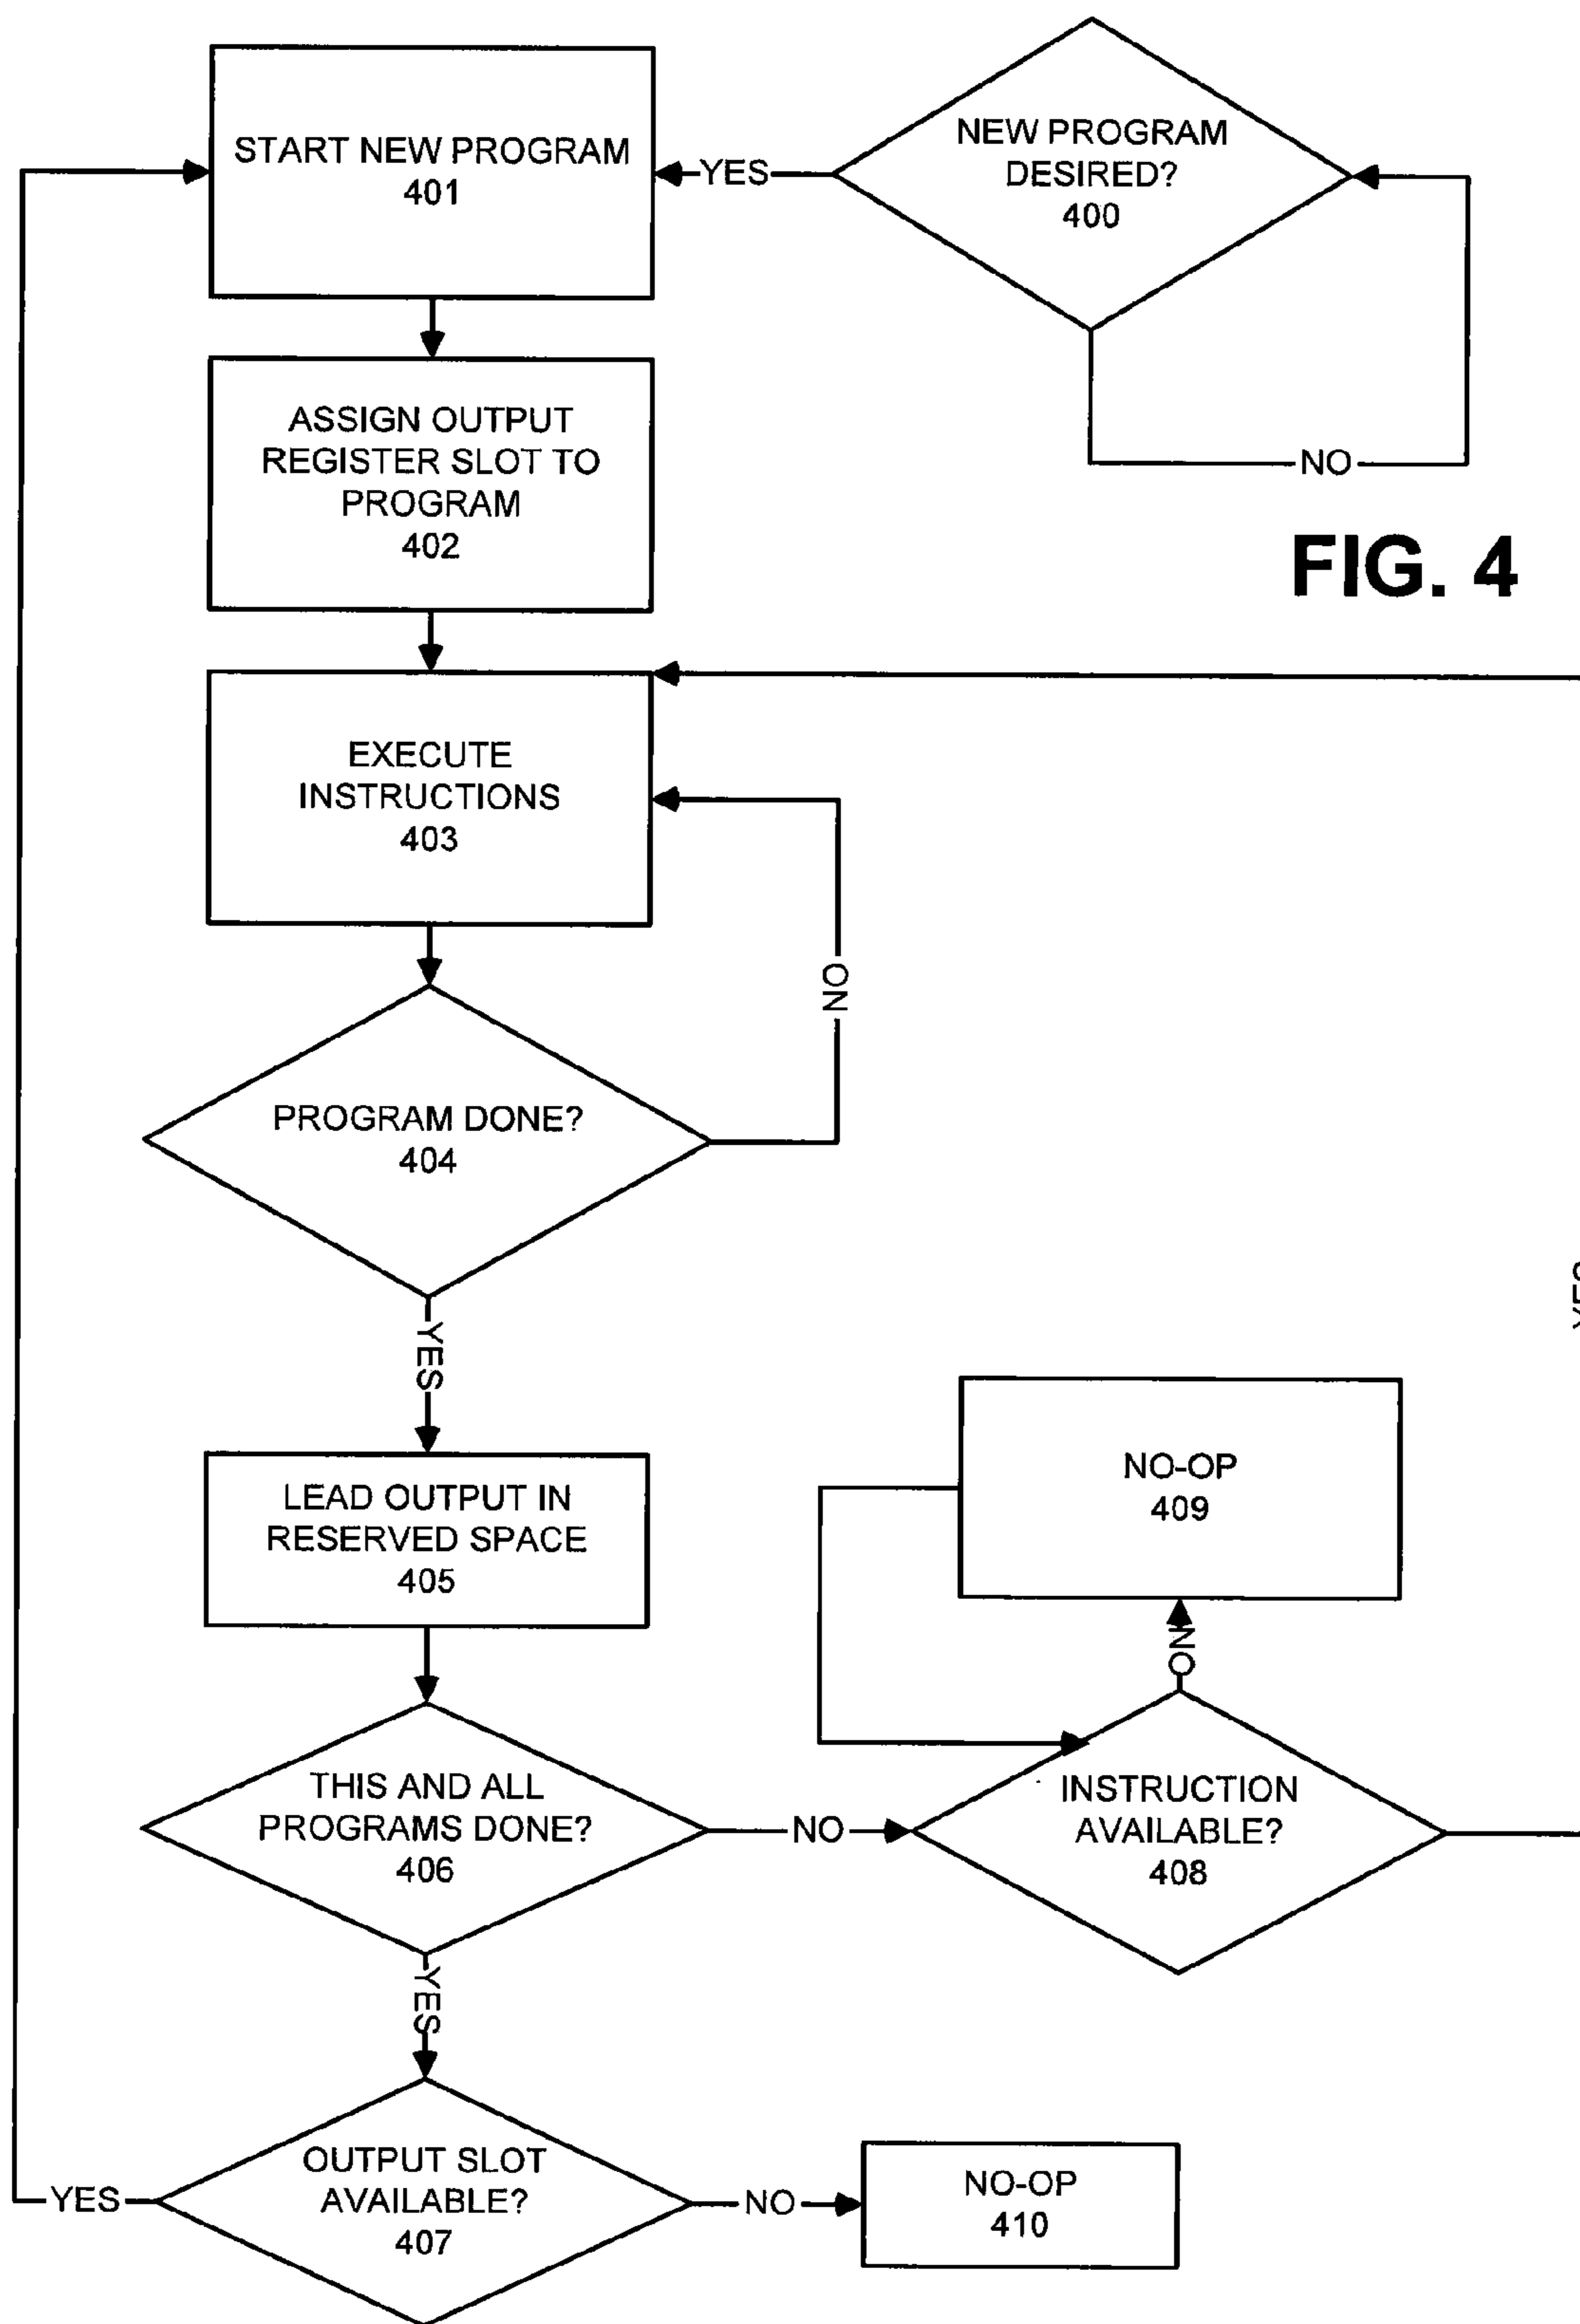 START NEW PROGRAM
401
YES
NEW PROGRAM
DESIRED?
400
NO
ASSIGN OUTPUT
REGISTER SLOT TO
PROGRAM
402
FIG. 4
EXECUTE
INSTRUCTIONS
403
NO
PROGRAM DONE?
404
YES
YES
LEAD OUTPUT IN
RESERVED SPACE
405
NO-OP
409
NO
THIS AND ALL
PROGRAMS DONE?
406
NO
INSTRUCTION
AVAILABLE?
408
YES
OUTPUT SLOT
AVAILABLE?
407
YES
NO
NO-OP
410